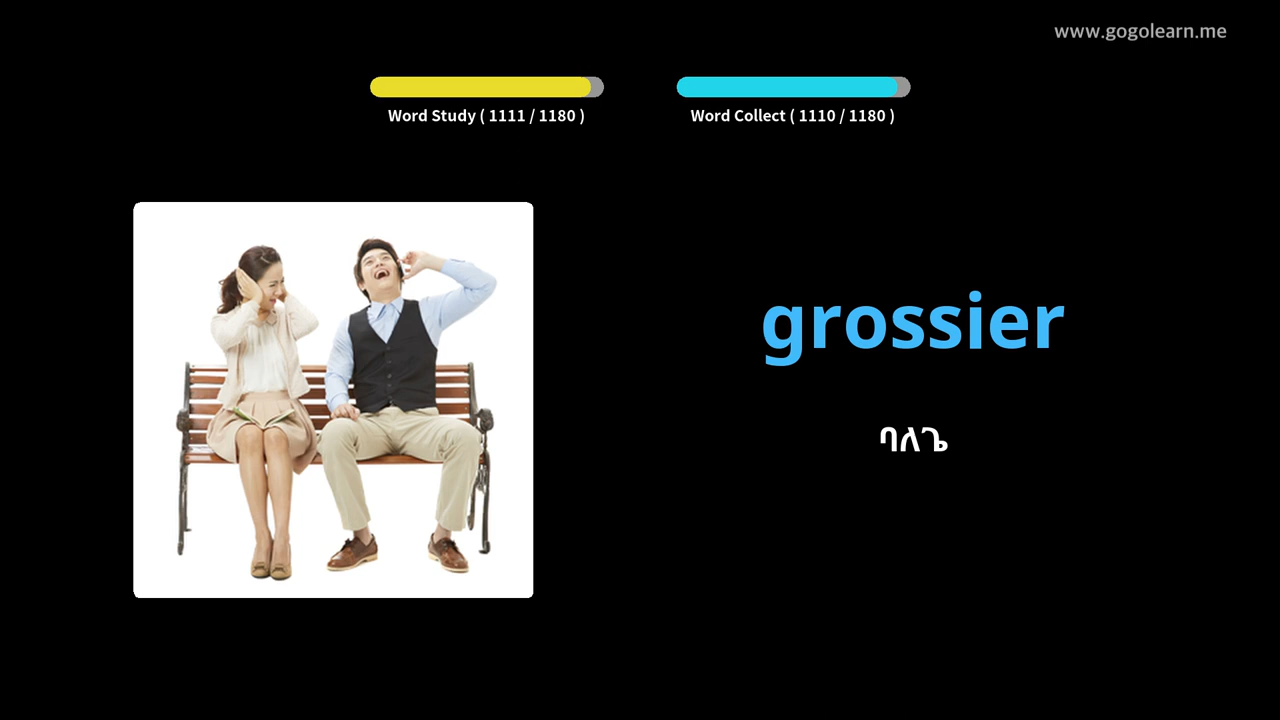 www.gogolearn.me
Word Study ( 1111 / 1180 )
Word Collect ( 1110 / 1180 )
grossier
ባለጌ